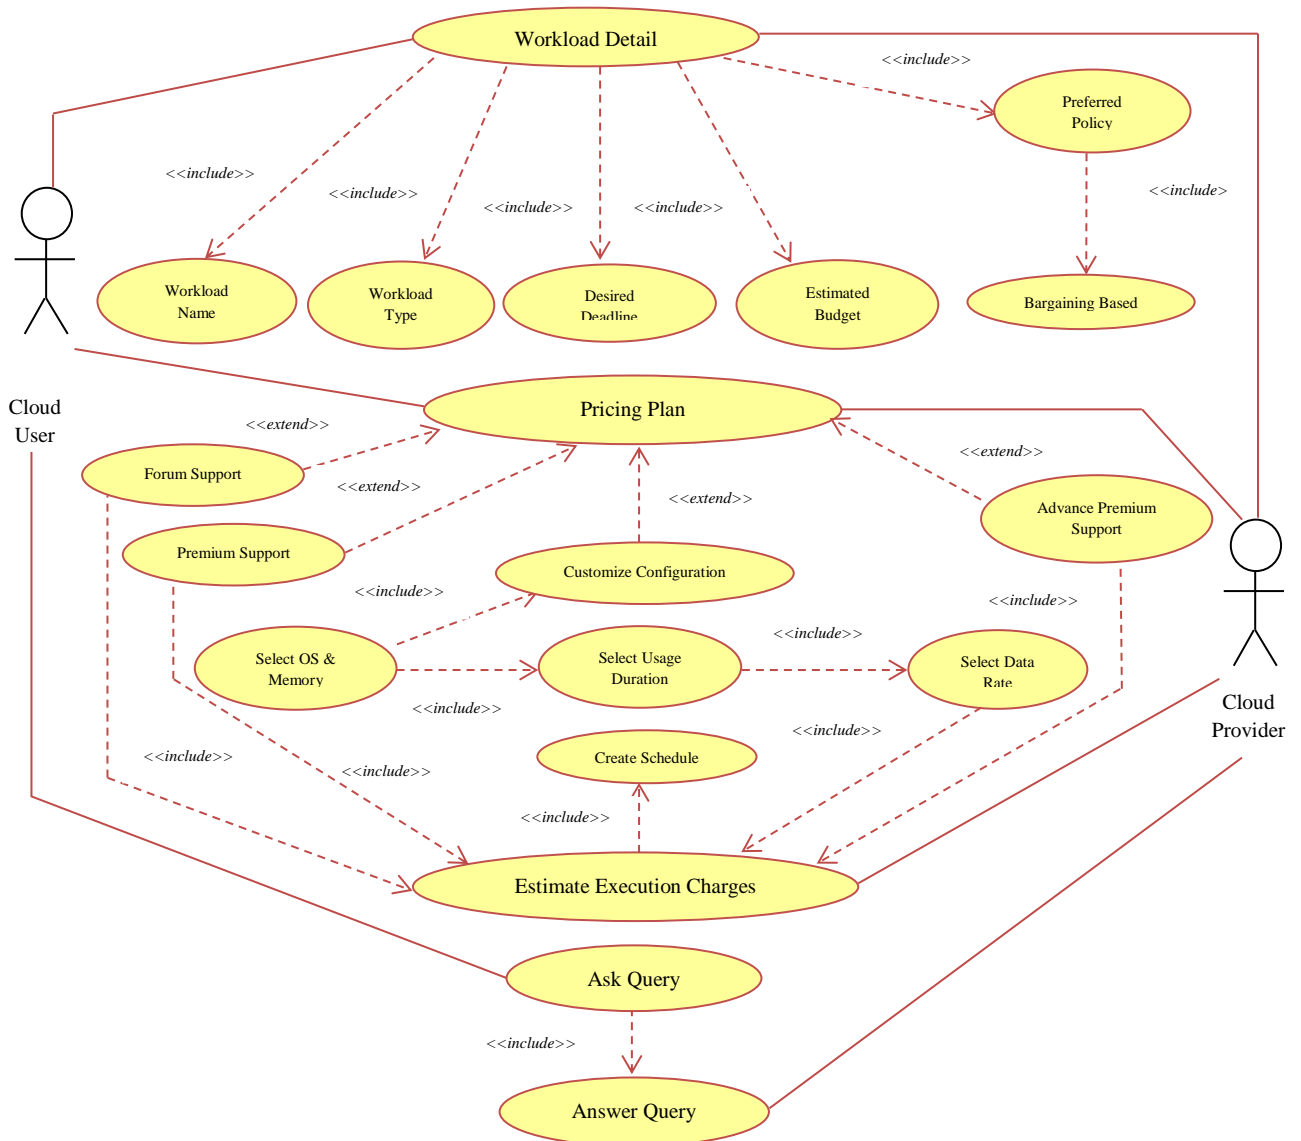 Workload Detail
<<include>>
Preferred
Policy
<<include>>
<<include>>
<<include>>
<<include>>
<<include>
Workload
Name
Workload
Type
Desired
Deadline
Estimated
Budget
Bargaining Based
Cloud
User
Pricing Plan
<<extend>>
Forum Support
<<extend>>
<<extend>>
<<extend>>
Advance Premium
Support
Premium Support
Customize Configuration
<<include>>
<<include>>
<<include>>
Select OS &
Memory
Select Usage
Duration
Select Data
Rate
<<include>>
Cloud
Provider
<<include>>
<<include>>
Create Schedule
<<include>>
<<include>>
Estimate Execution Charges
Ask Query
<<include>>
Answer Query